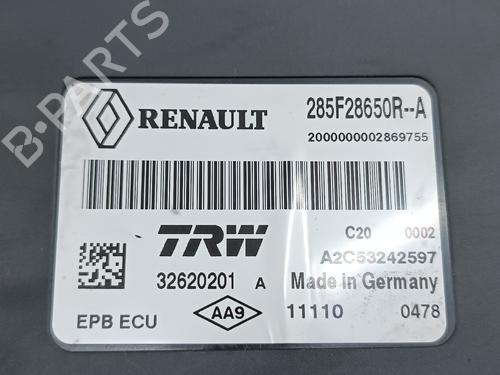 B-PARTS
RENAULT 285F28650R--A
2000000002869755
TRW C20 0002
A2C53242597
32620201 A Made in Germany
EPB ECU AA9 11110 0478